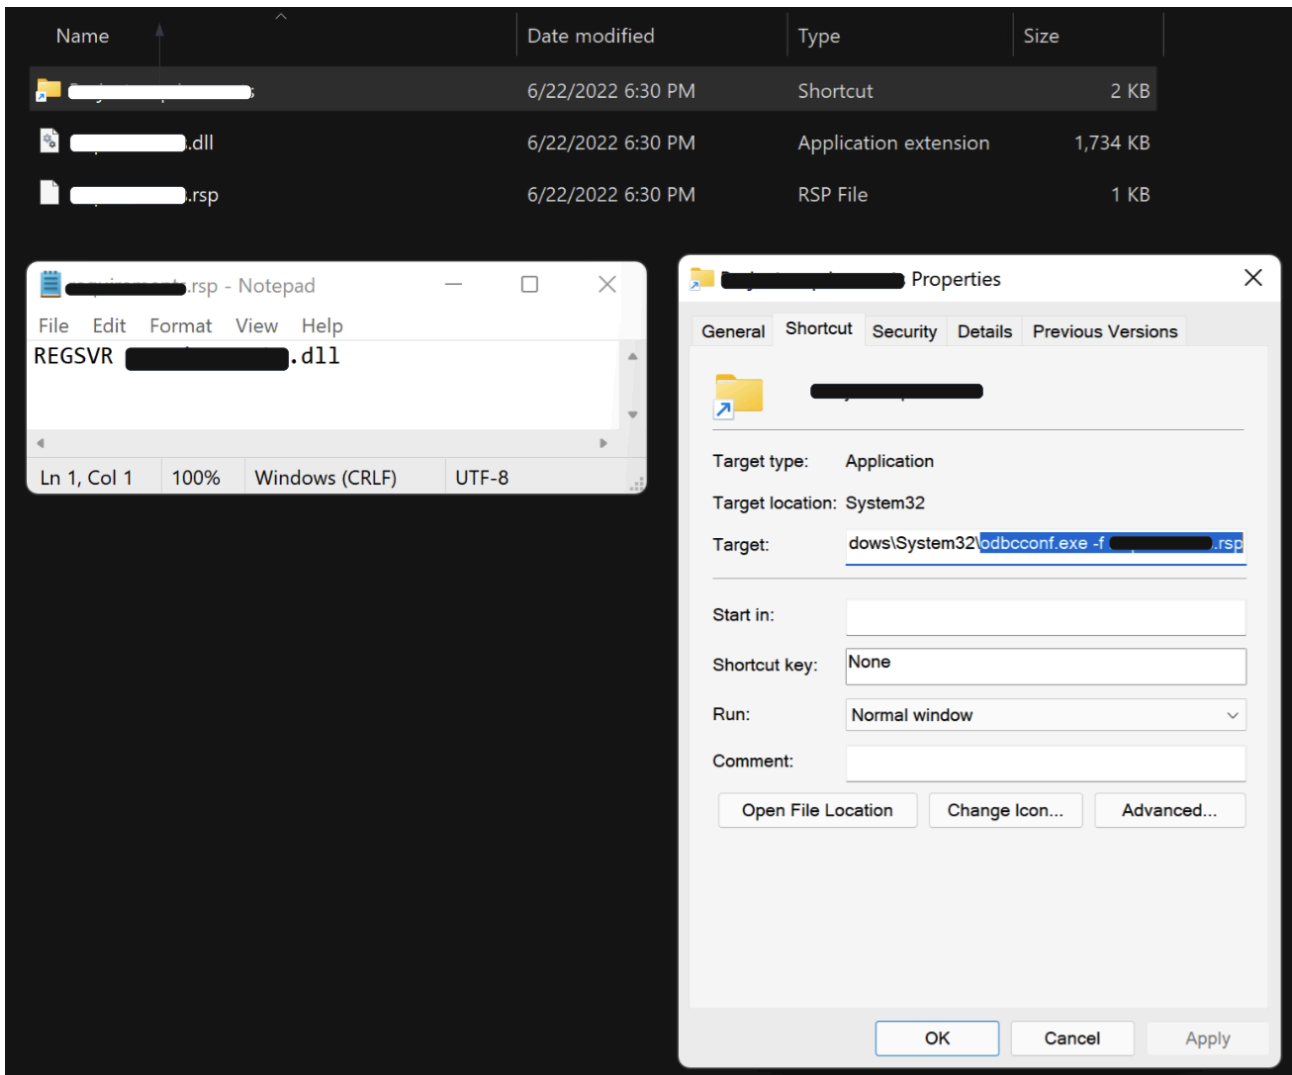 Name Date modified Type Size
6/22/2022 6:30 PM Shortcut 2 KB
.dll 6/22/2022 6:30 PM Application extension 1,734 KB
.rsp 6/22/2022 6:30 PM RSP File 1 KB
.rsp - Notepad
File Edit Format View Help
REGSVR .dll
Ln 1, Col 1 100% Windows (CRLF) UTF-8
Properties
General Shortcut Security Details Previous Versions
Target type: Application
Target location: System32
Target: dows\System32\odbcconf.exe -f .rsp
Start in:
Shortcut key: None
Run: Normal window
Comment:
Open File Location Change Icon... Advanced...
OK Cancel Apply